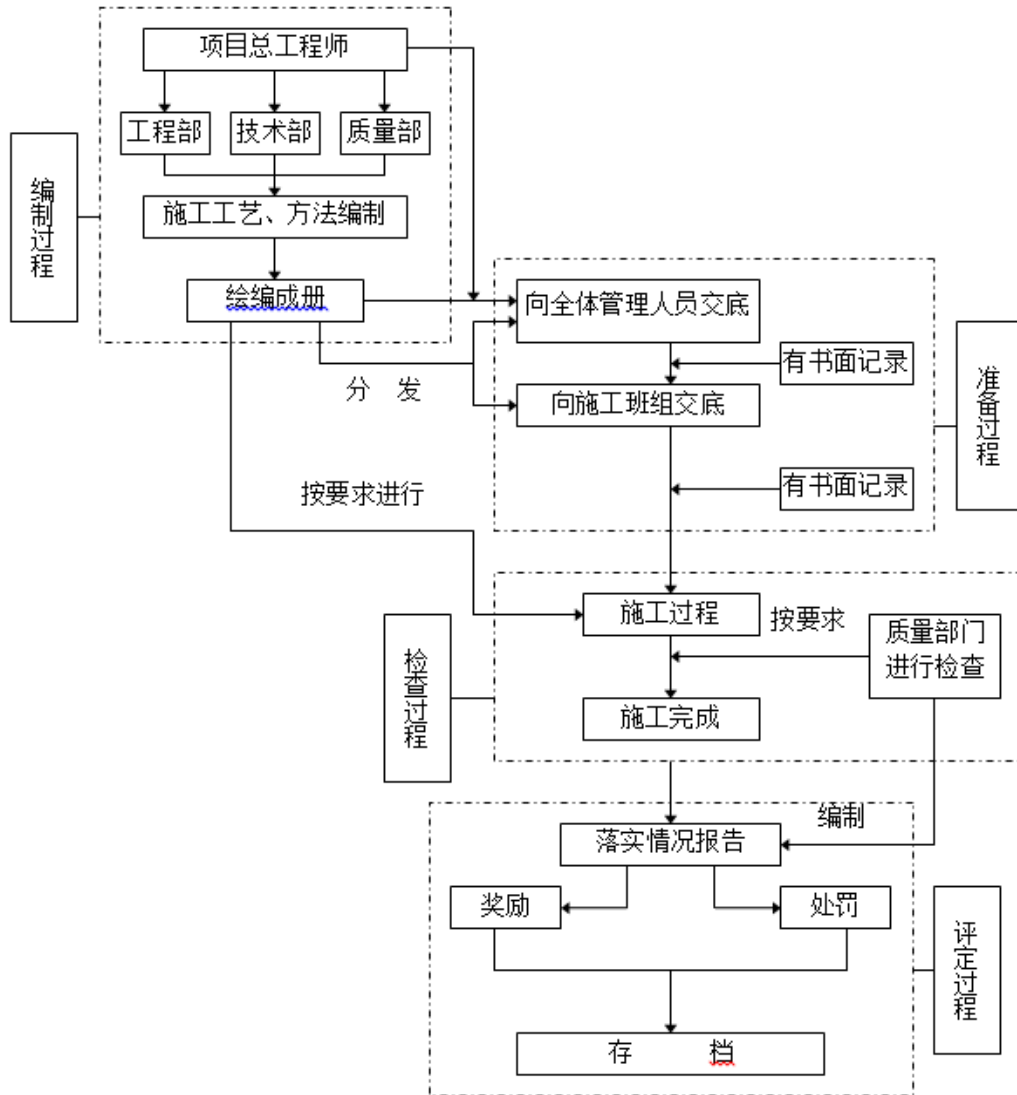 项目总工程师
工程部
技术部
质量部
编制过程
施工工艺、方法编制
绘编成册
向全体管理人员交底
有书面记录
分 发
向施工班组交底
准备过程
按要求进行
有书面记录
施工过程
按要求
质量部门
进行检查
检查过程
施工完成
编制
落实情况报告
奖励
处罚
评定过程
存 档